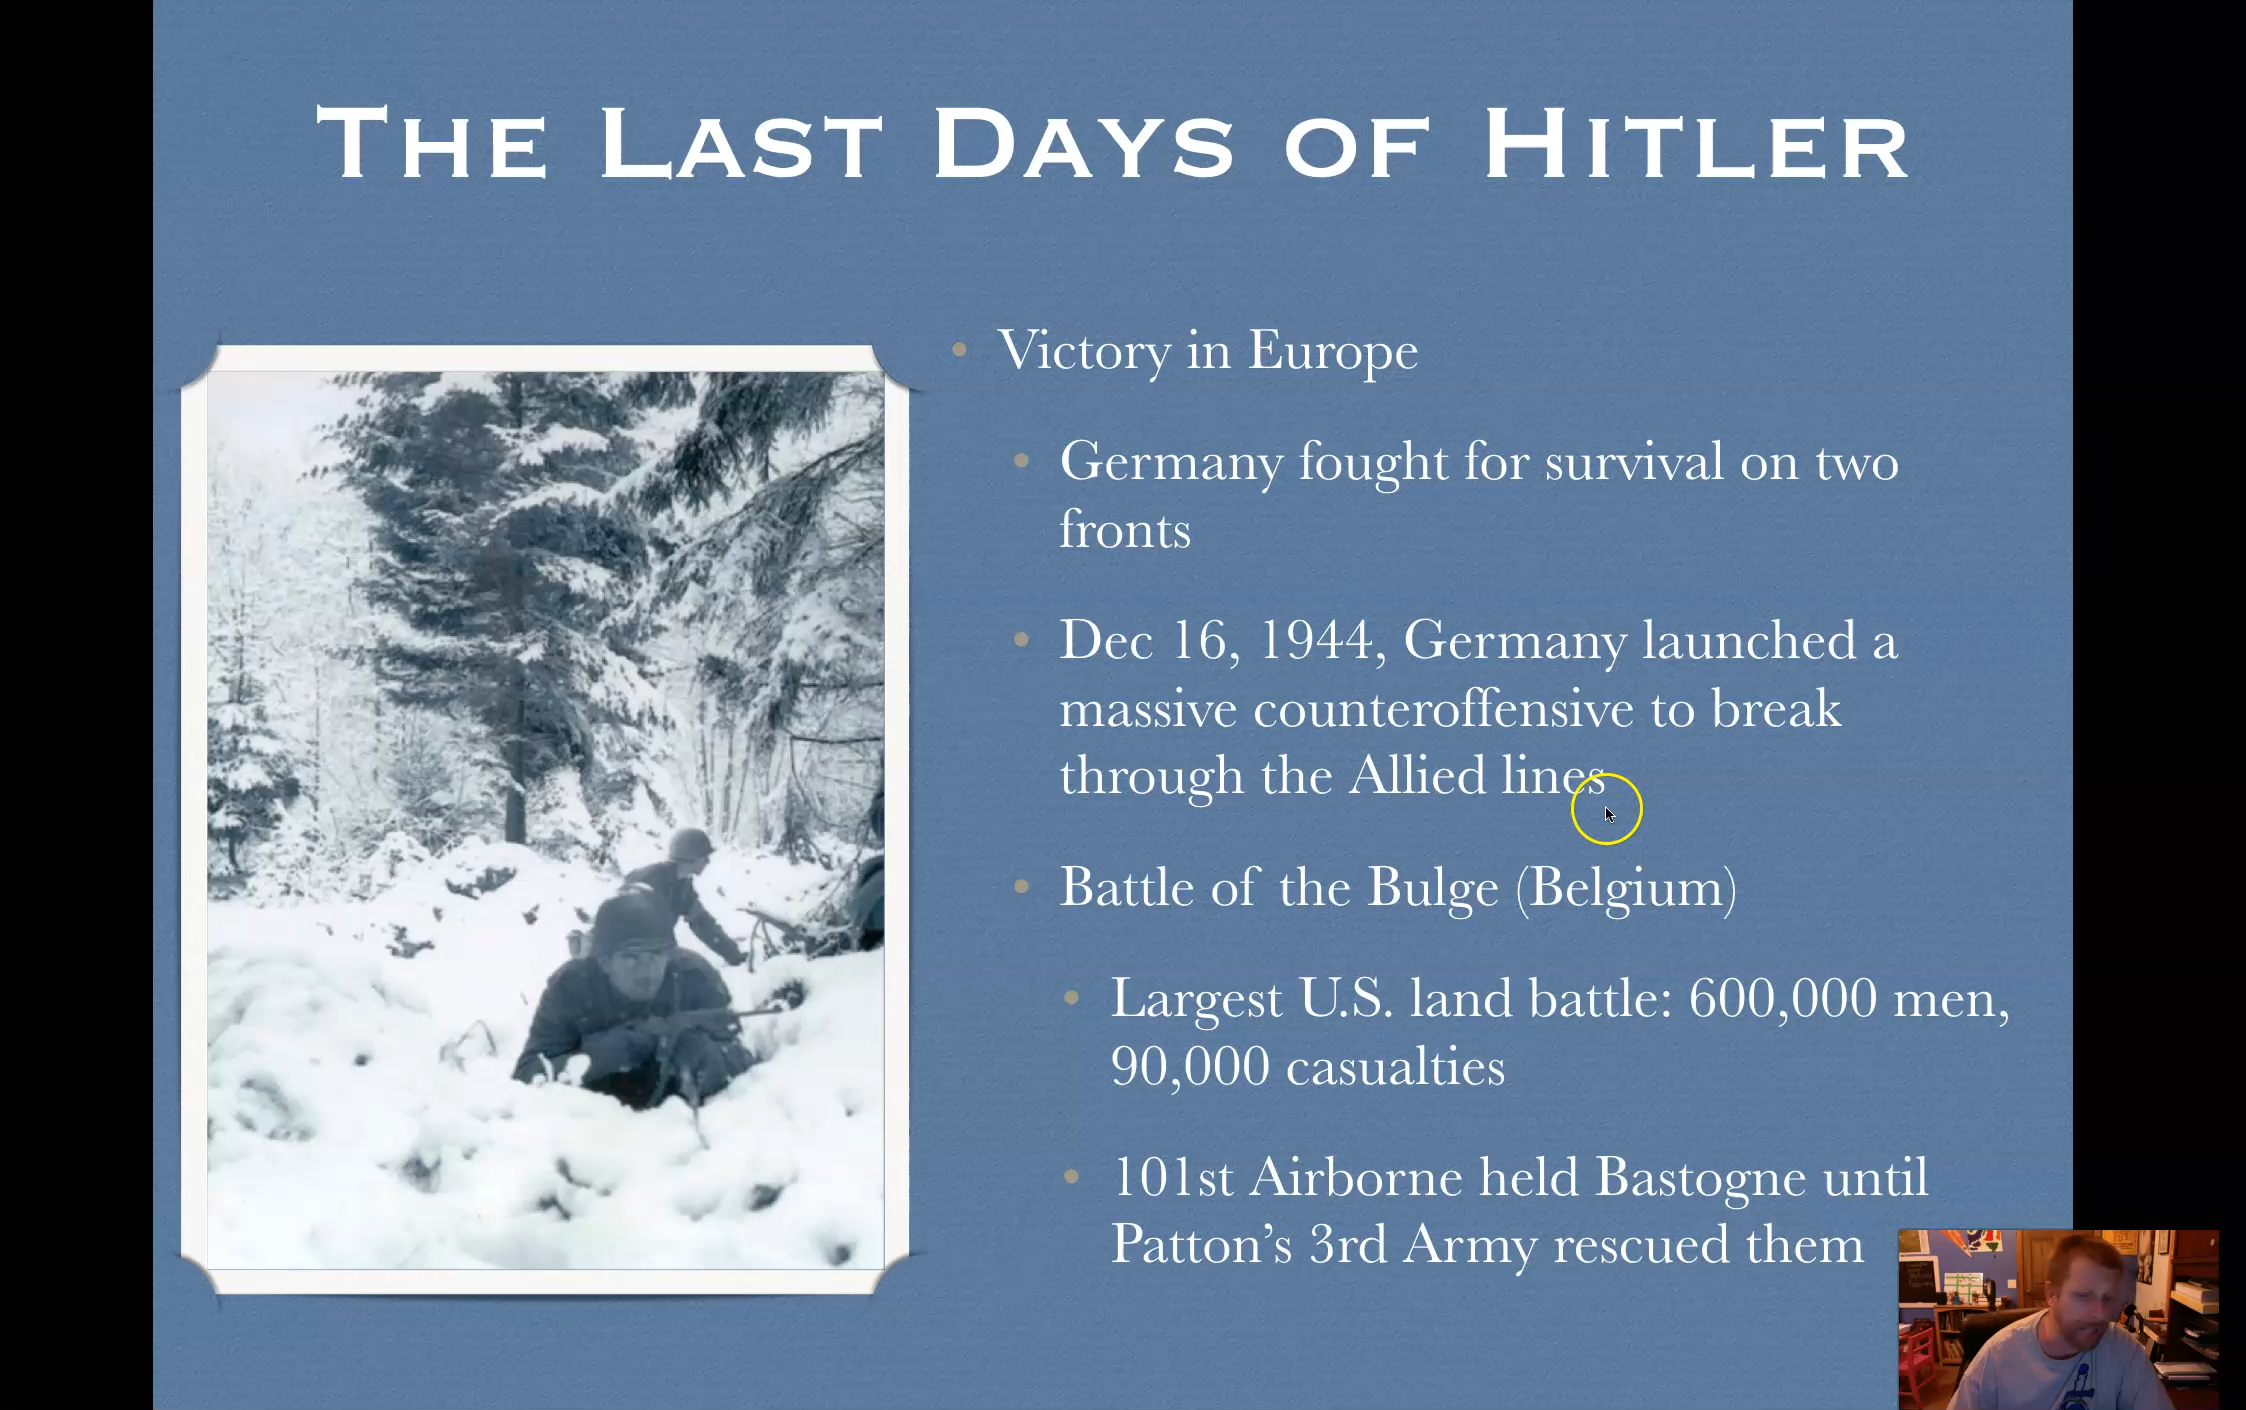 The Last Days of Hitler
Victory in Europe
Germany fought for survival on two
fronts
Dec 16, 1944, Germany launched a
massive counteroffensive to break
through the Allied lines
Battle of the Bulge (Belgium)
Largest U.S. land battle: 600,000 men,
90,000 casualties
101st Airborne held Bastogne until
Patton’s 3rd Army rescued them